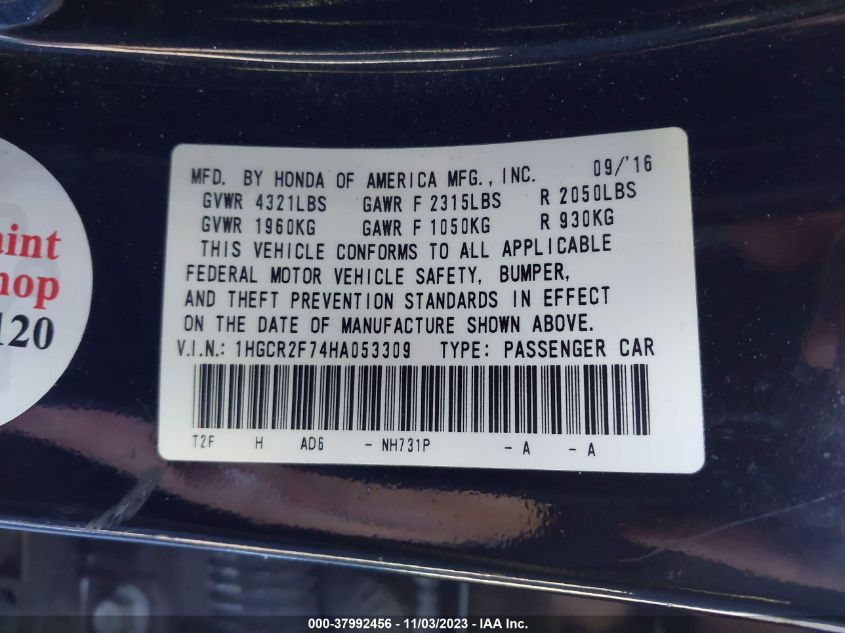 MFD. BY HONDA OF AMERICA MFG., INC. 09/'16
GVWR 4321LBS GAWR F 2315LBS R 2050LBS
GVWR 1960KG GAWR F 1050KG R 930KG
THIS VEHICLE CONFORMS TO ALL APPLICABLE
FEDERAL MOTOR VEHICLE SAFETY, BUMPER,
AND THEFT PREVENTION STANDARDS IN EFFECT
ON THE DATE OF MANUFACTURE SHOWN ABOVE.
V.I.N.: 1HGCR2F74HA053309 TYPE: PASSENGER CAR
T2F H AD6 - NH731P - A - A
aint
hop
120
000-37992456 - 11/03/2023 - IAA Inc.